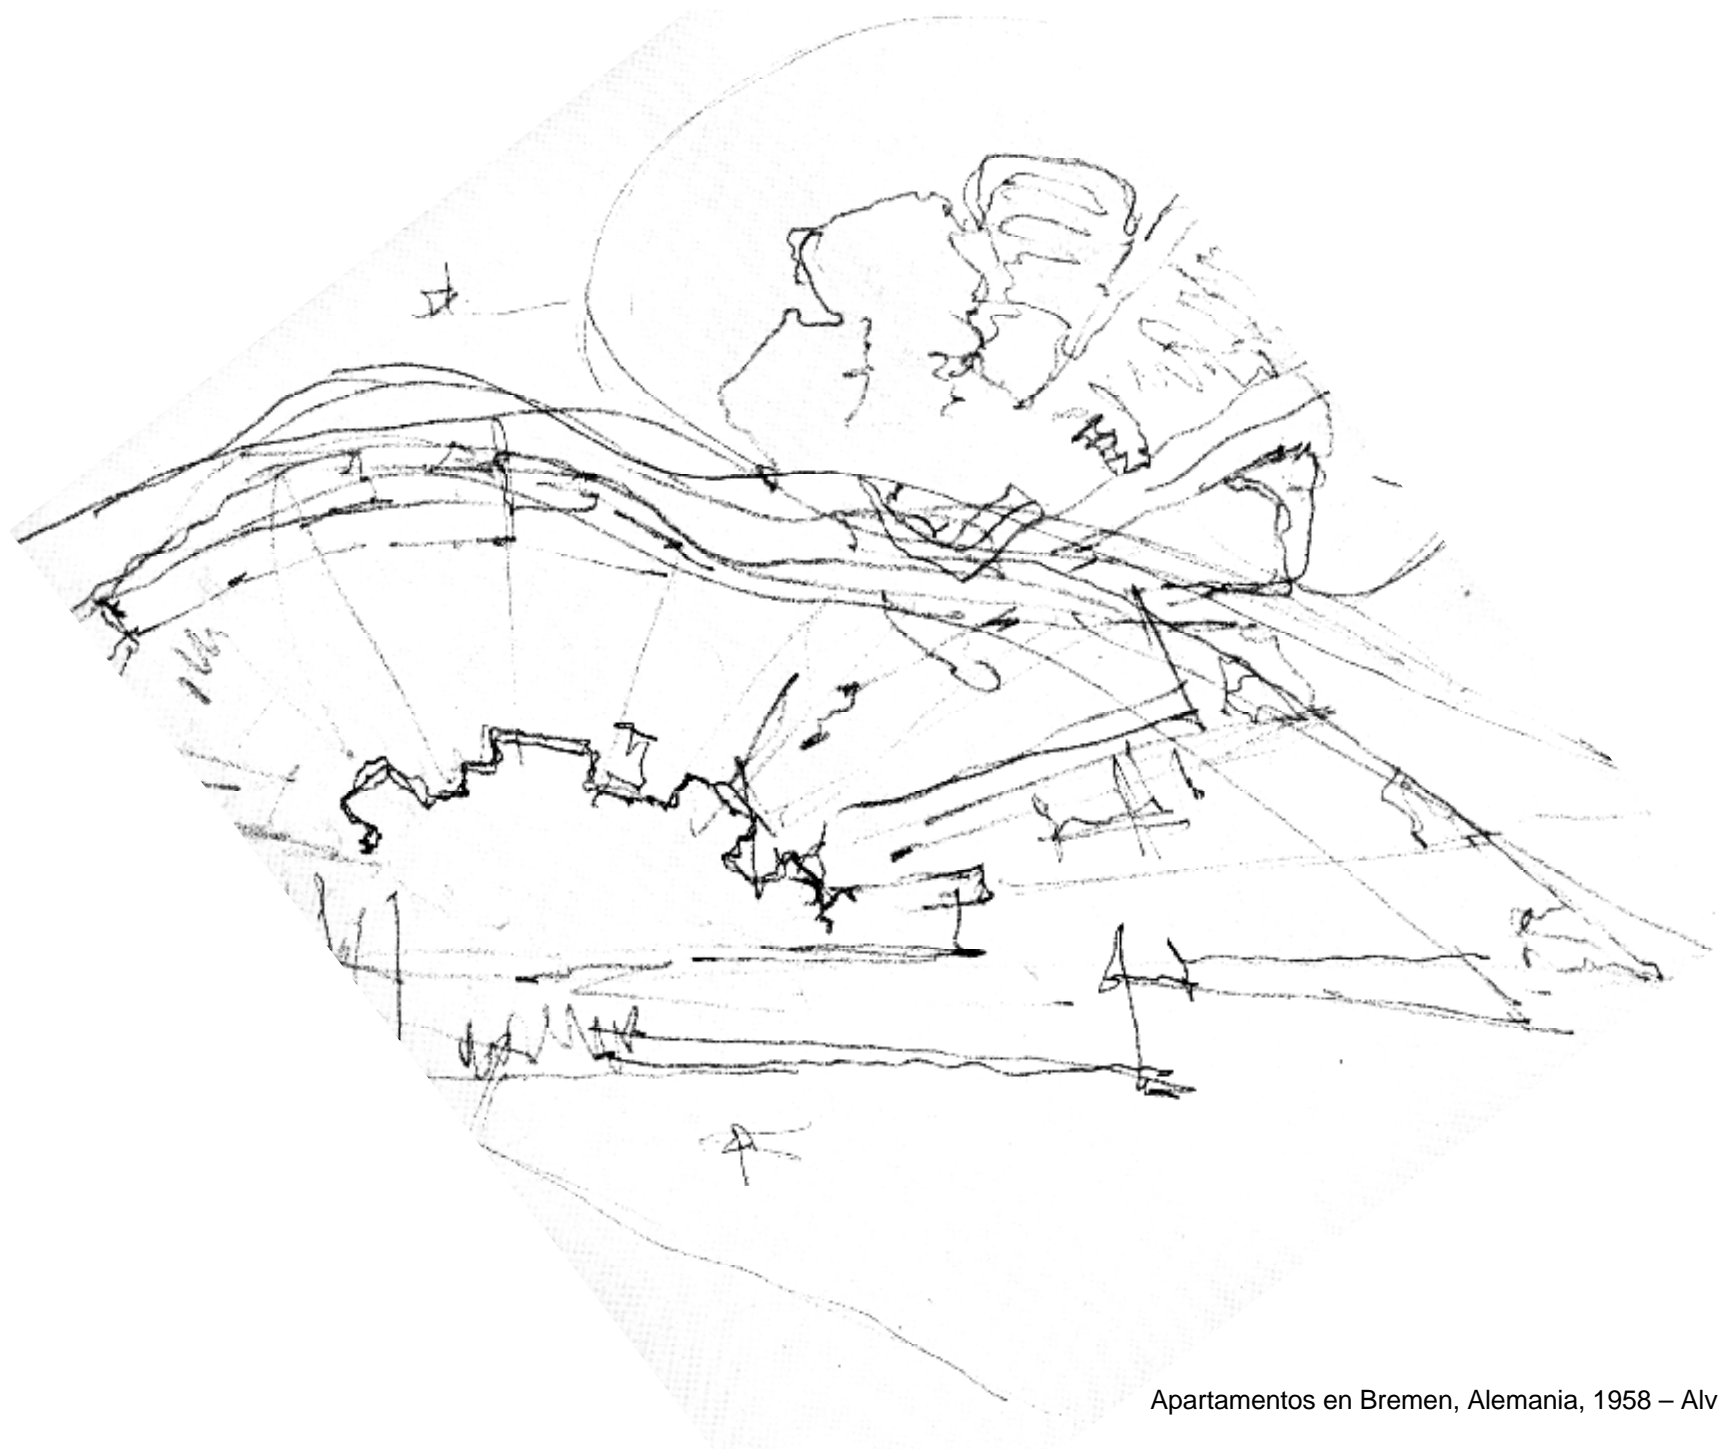 Apartamentos en Bremen, Alemania, 1958 – Alv